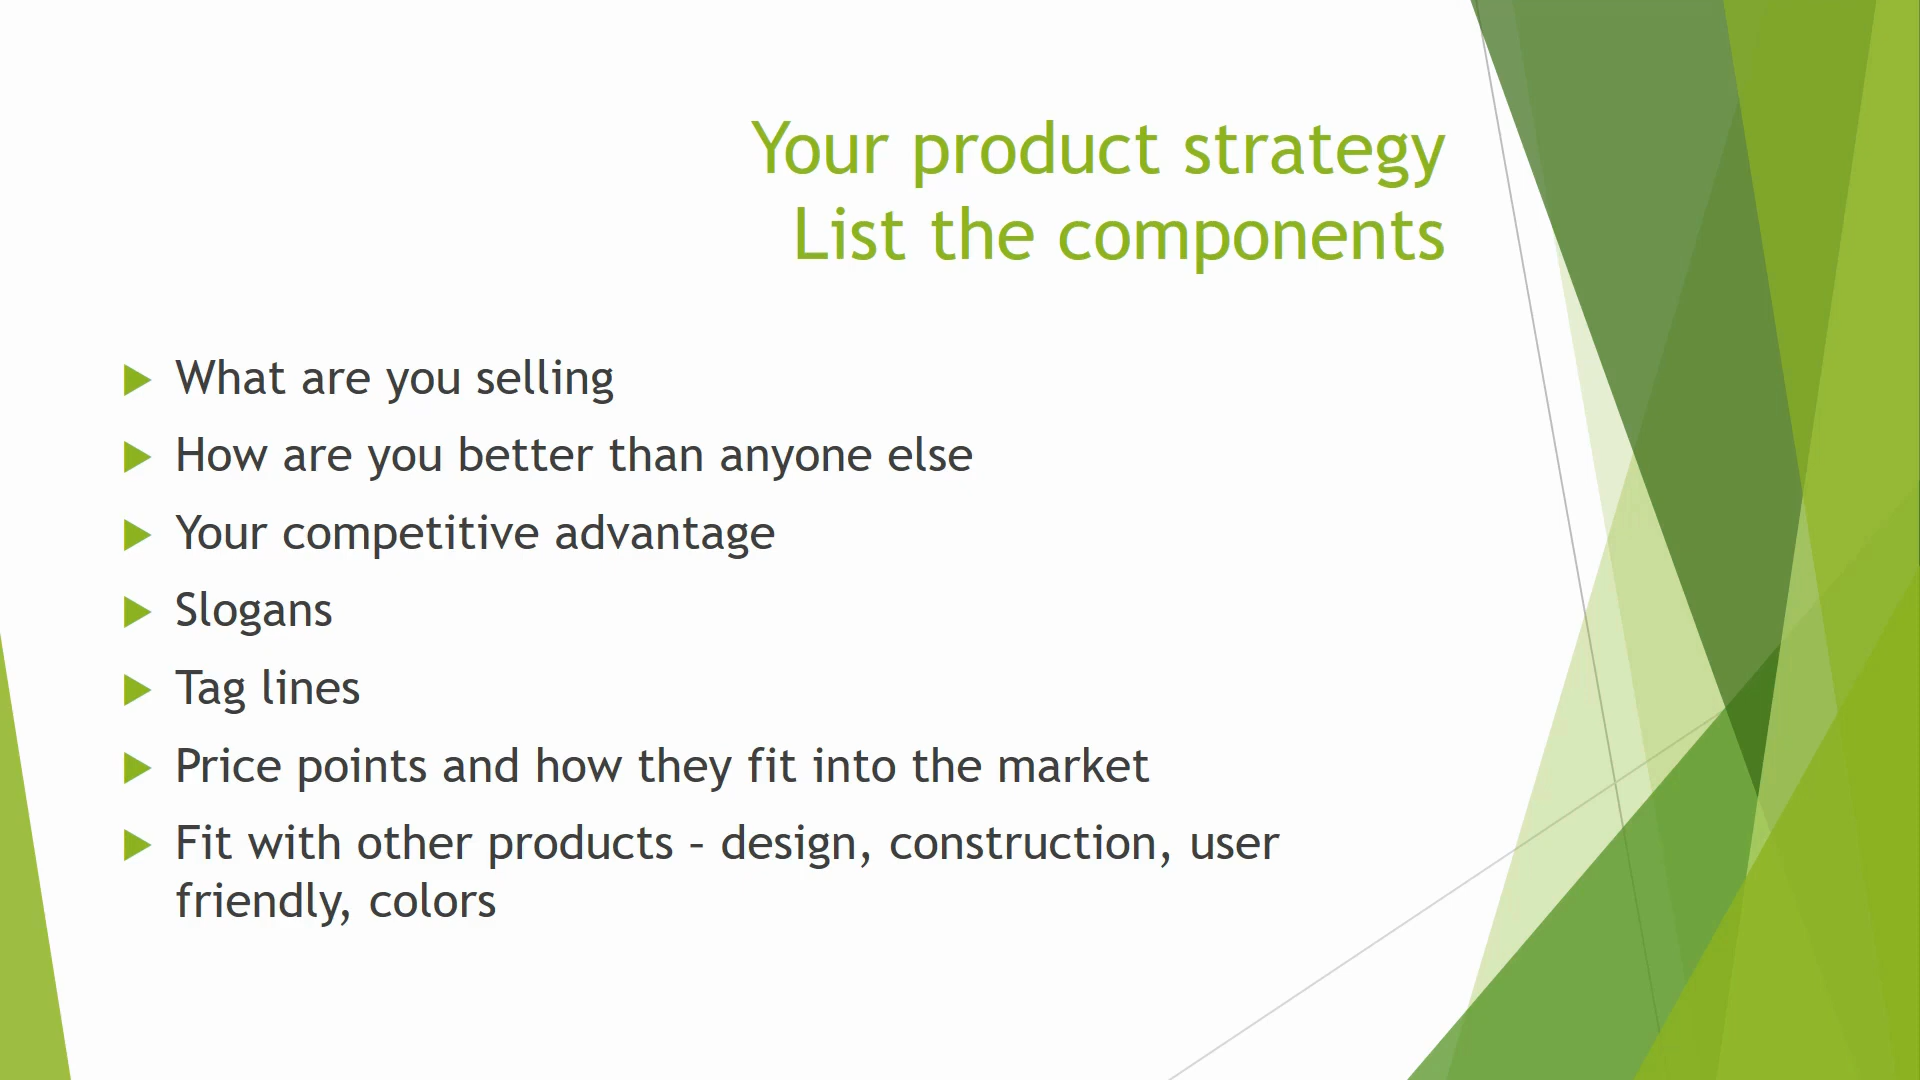 Your product strategy
List the components
What are you selling
How are you better than anyone else
Your competitive advantage
Slogans
Tag lines
Price points and how they fit into the market
Fit with other products – design, construction, user
friendly, colors